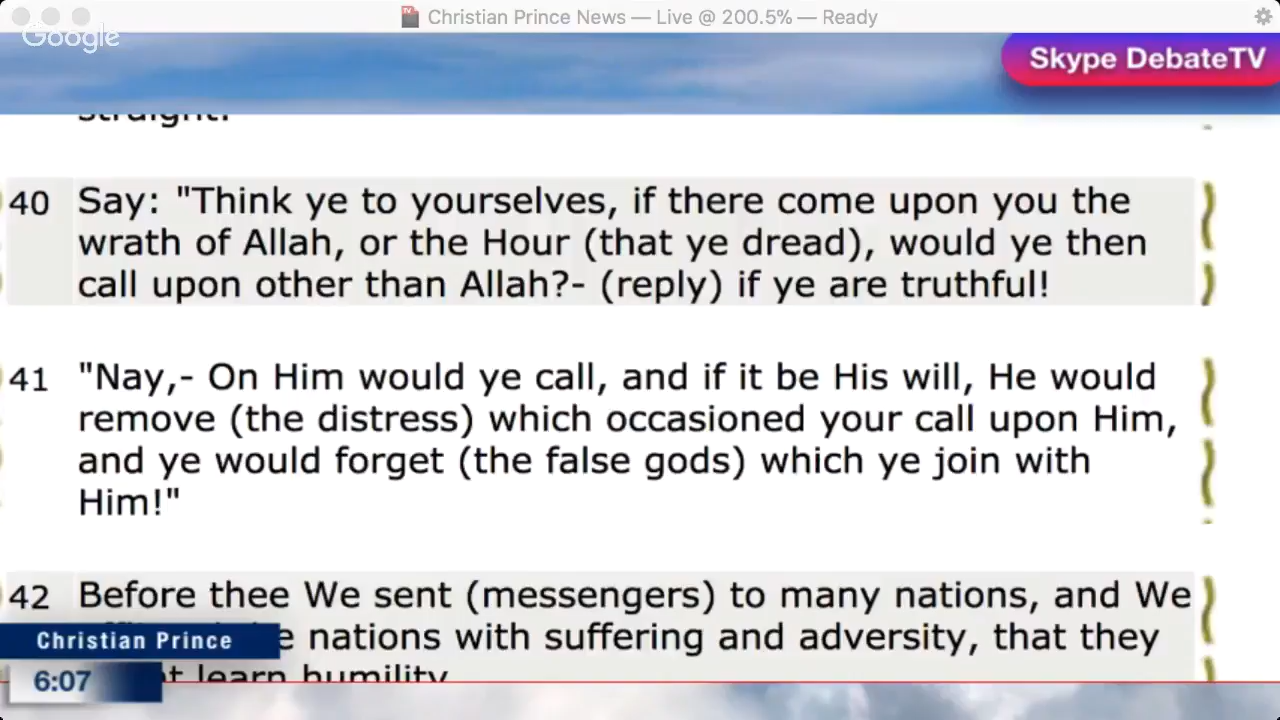 Christian Prince News — Live @ 200.5% — Ready
Google
Skype DebateTV
straight.
40 Say: "Think ye to yourselves, if there come upon you the
wrath of Allah, or the Hour (that ye dread), would ye then
call upon other than Allah?- (reply) if ye are truthful!
41 "Nay,- On Him would ye call, and if it be His will, He would
remove (the distress) which occasioned your call upon Him,
and ye would forget (the false gods) which ye join with
Him!"
42 Before thee We sent (messengers) to many nations, and We
nations with suffering and adversity, that they
learn humility
Christian Prince
6:07